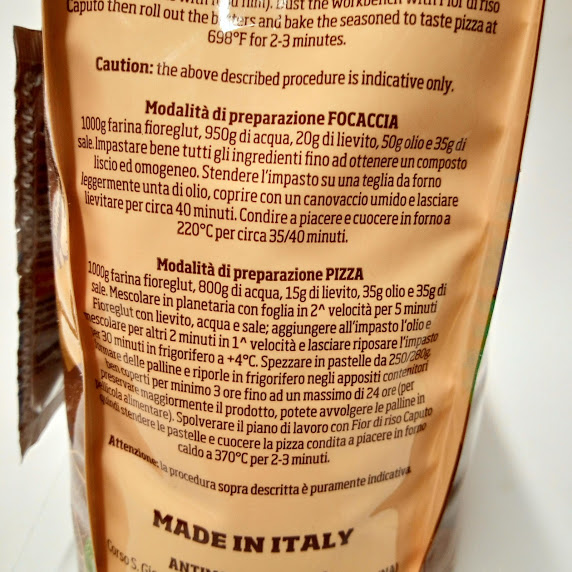 Dust the workbench with Fior di riso
Caputo then roll out the and bake the seasoned to taste pizza at
698°F for 2-3 minutes.
Caution: the above described procedure is indicative only.
Modalità di preparazione FOCACCIA
1000g farina fioreglut, 950g di acqua, 20g di lievito, 50g olio e 35g di
sale. Impastare bene tutti gli ingredienti fino ad ottenere un composto
liscio ed omogeneo. Stendere l'impasto su una teglia da forno
leggermente unta di olio, coprire con un canovaccio umido e lasciare
lievitare per circa 40 minuti. Condire a piacere e cuocere in forno a
220°C per circa 35/40 minuti.
Modalità di preparazione PIZZA
1000g farina fioreglut, 800g di acqua, 15g di lievito, 35g olio e 35g di
sale. Mescolare in planetaria con foglia in 2^ velocità per 5 minuti
Fioreglut con lievito, acqua e sale; aggiungere all'impasto l'olio e
mescolare per altri 2 minuti in 1^ velocità e lasciare riposare l'impasto
per 30 minuti in frigorifero a +4°C. Spezzare in pastelle da 250/280g,
formare delle palline e riporle in frigorifero negli appositi contenitori
ben coperti per minimo 3 ore fino ad un massimo di 24 ore (per
preservare maggiormente il prodotto, potete avvolgere le palline in
pellicola alimentare). Spolverare il piano di lavoro con Fior di riso Caputo
quindi stendere le pastelle e cuocere la pizza condita a piacere in forno
caldo a 370°C per 2-3 minuti.
Attenzione: la procedura sopra descritta è puramente indicativa.
MADE IN ITALY
Corso S.